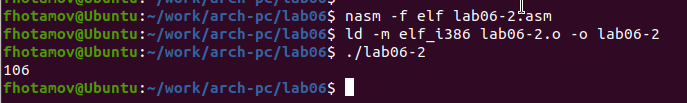 fhotamov@Ubuntu:~/work/arch-pc/lab06$ nasm -f elf lab06-2.asm
fhotamov@Ubuntu:~/work/arch-pc/lab06$ ld -m elf_i386 lab06-2.o -o lab06-2
fhotamov@Ubuntu:~/work/arch-pc/lab06$ ./lab06-2
106
fhotamov@Ubuntu:~/work/arch-pc/lab06$